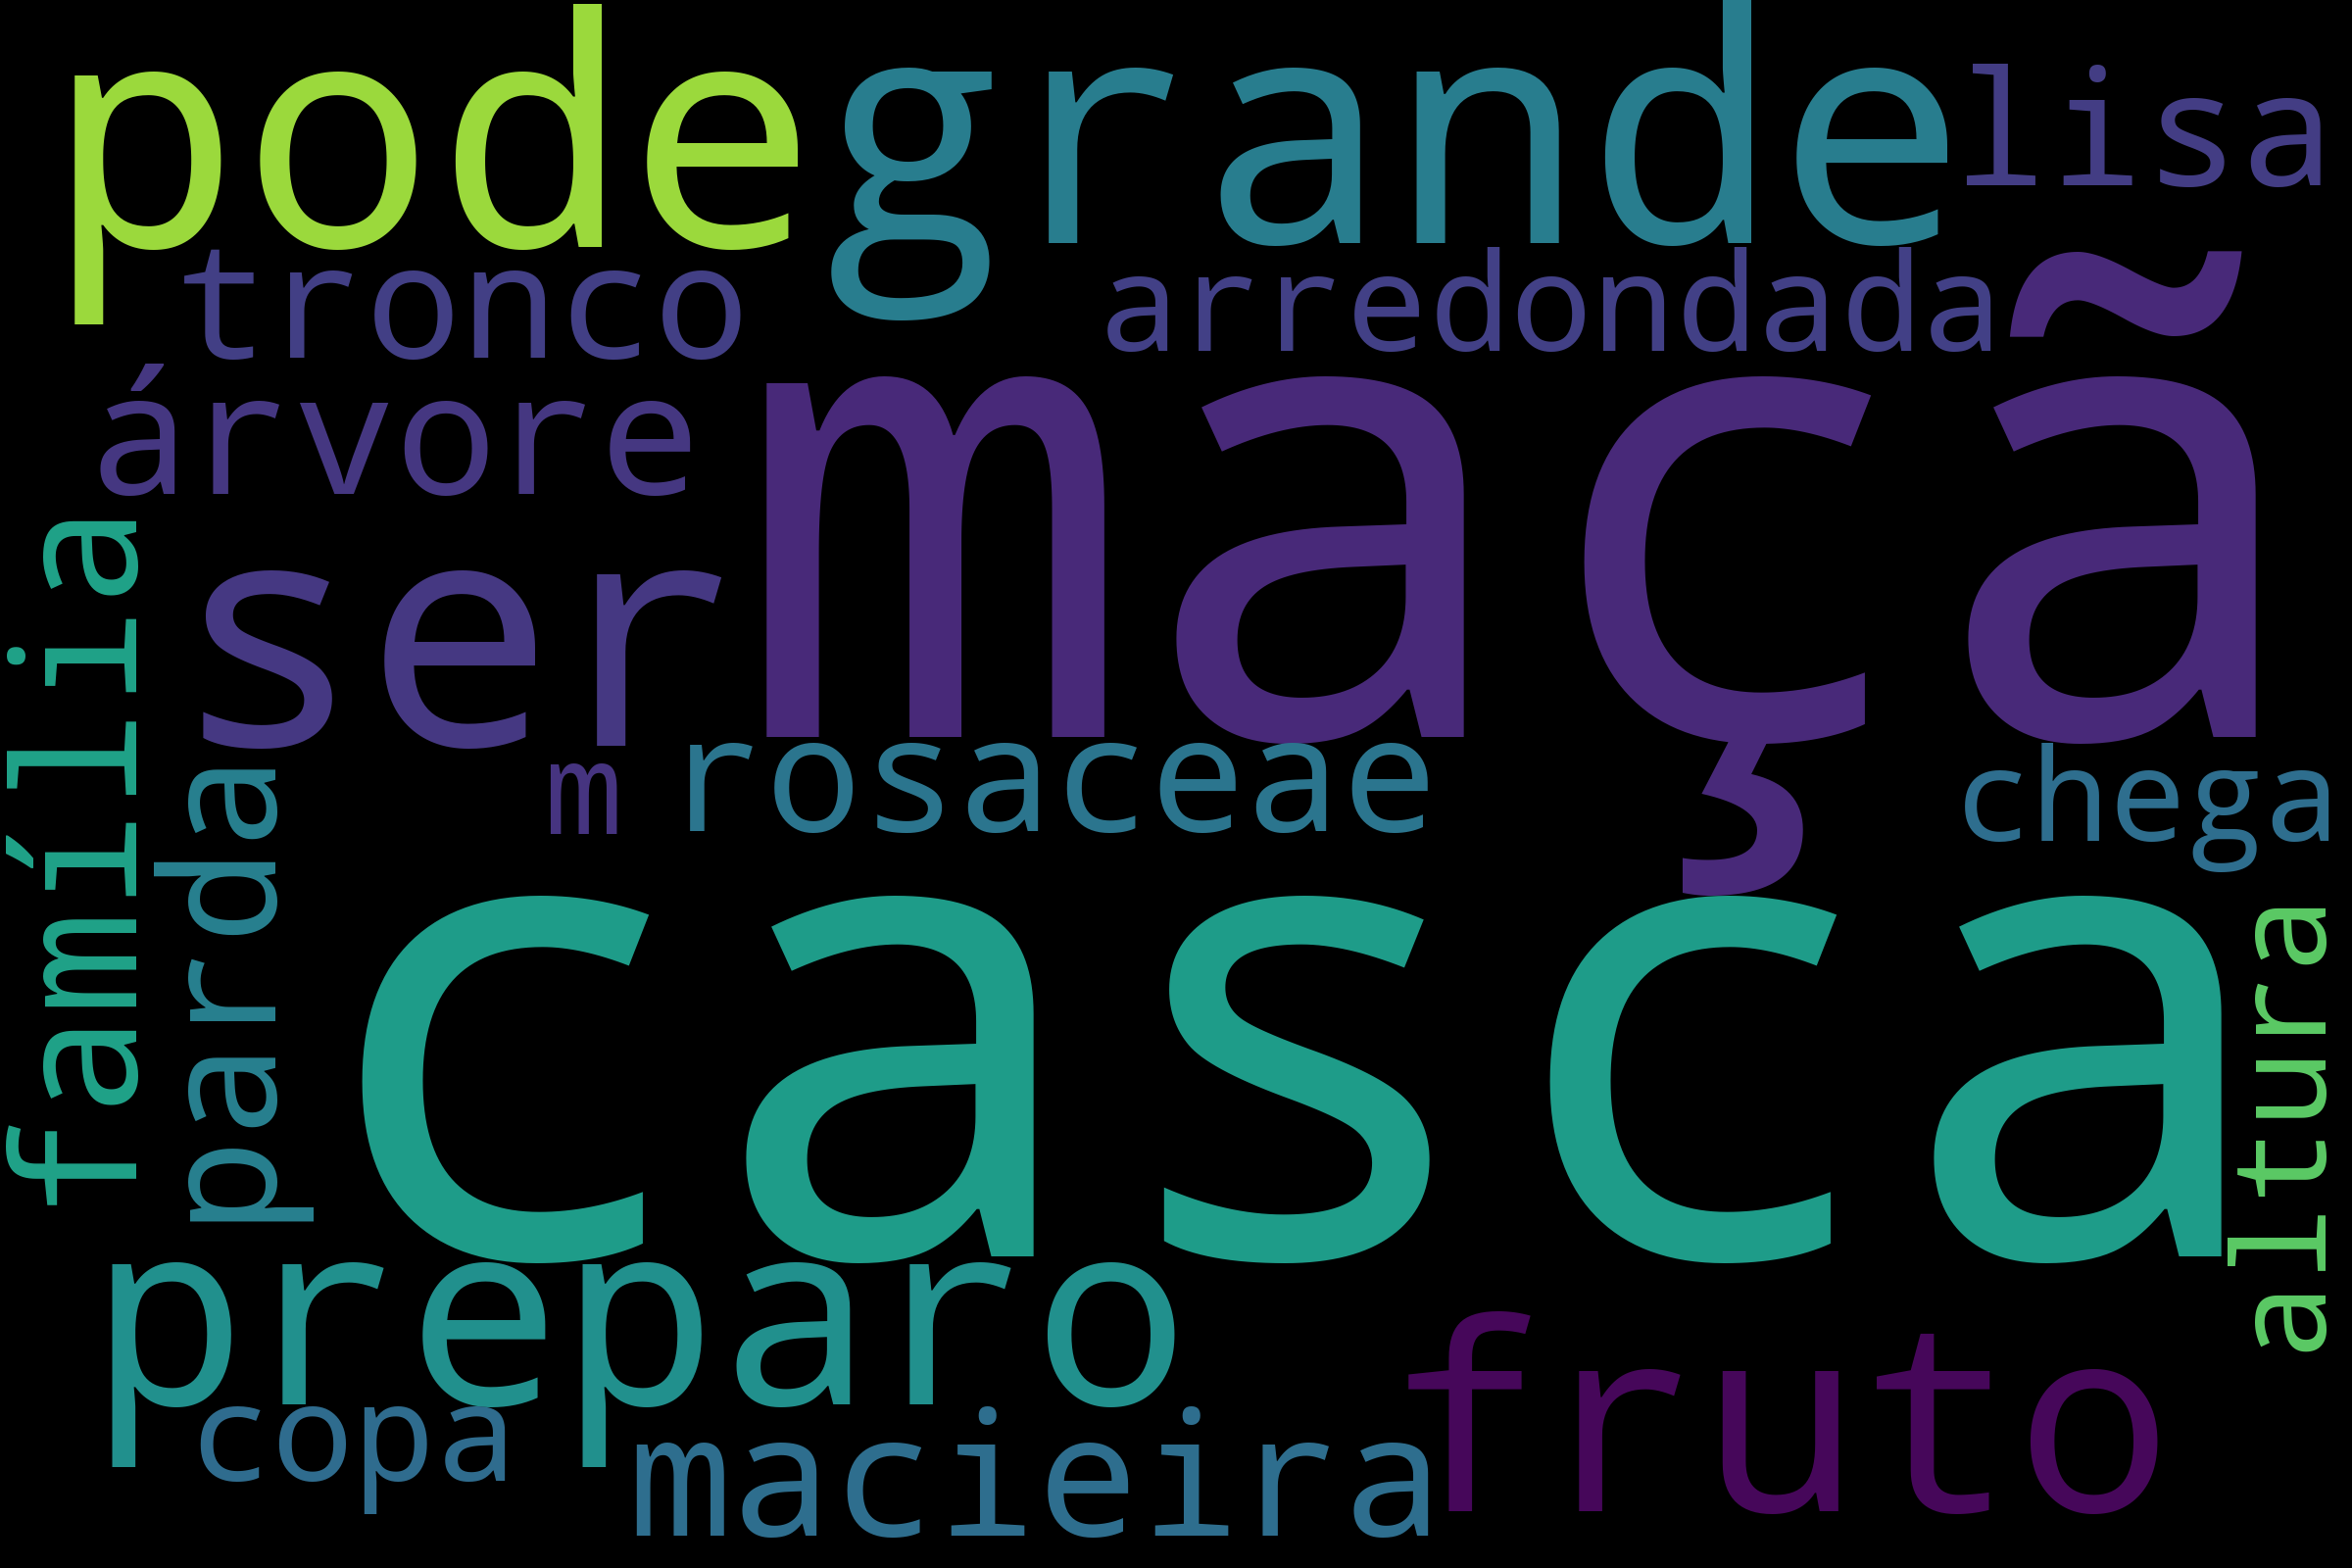 pode grande lisa
tronco arredondada
árvore
maçã
ser
família
m rosaceae chega
parda
casca
altura
preparo
fruto
copa macieira